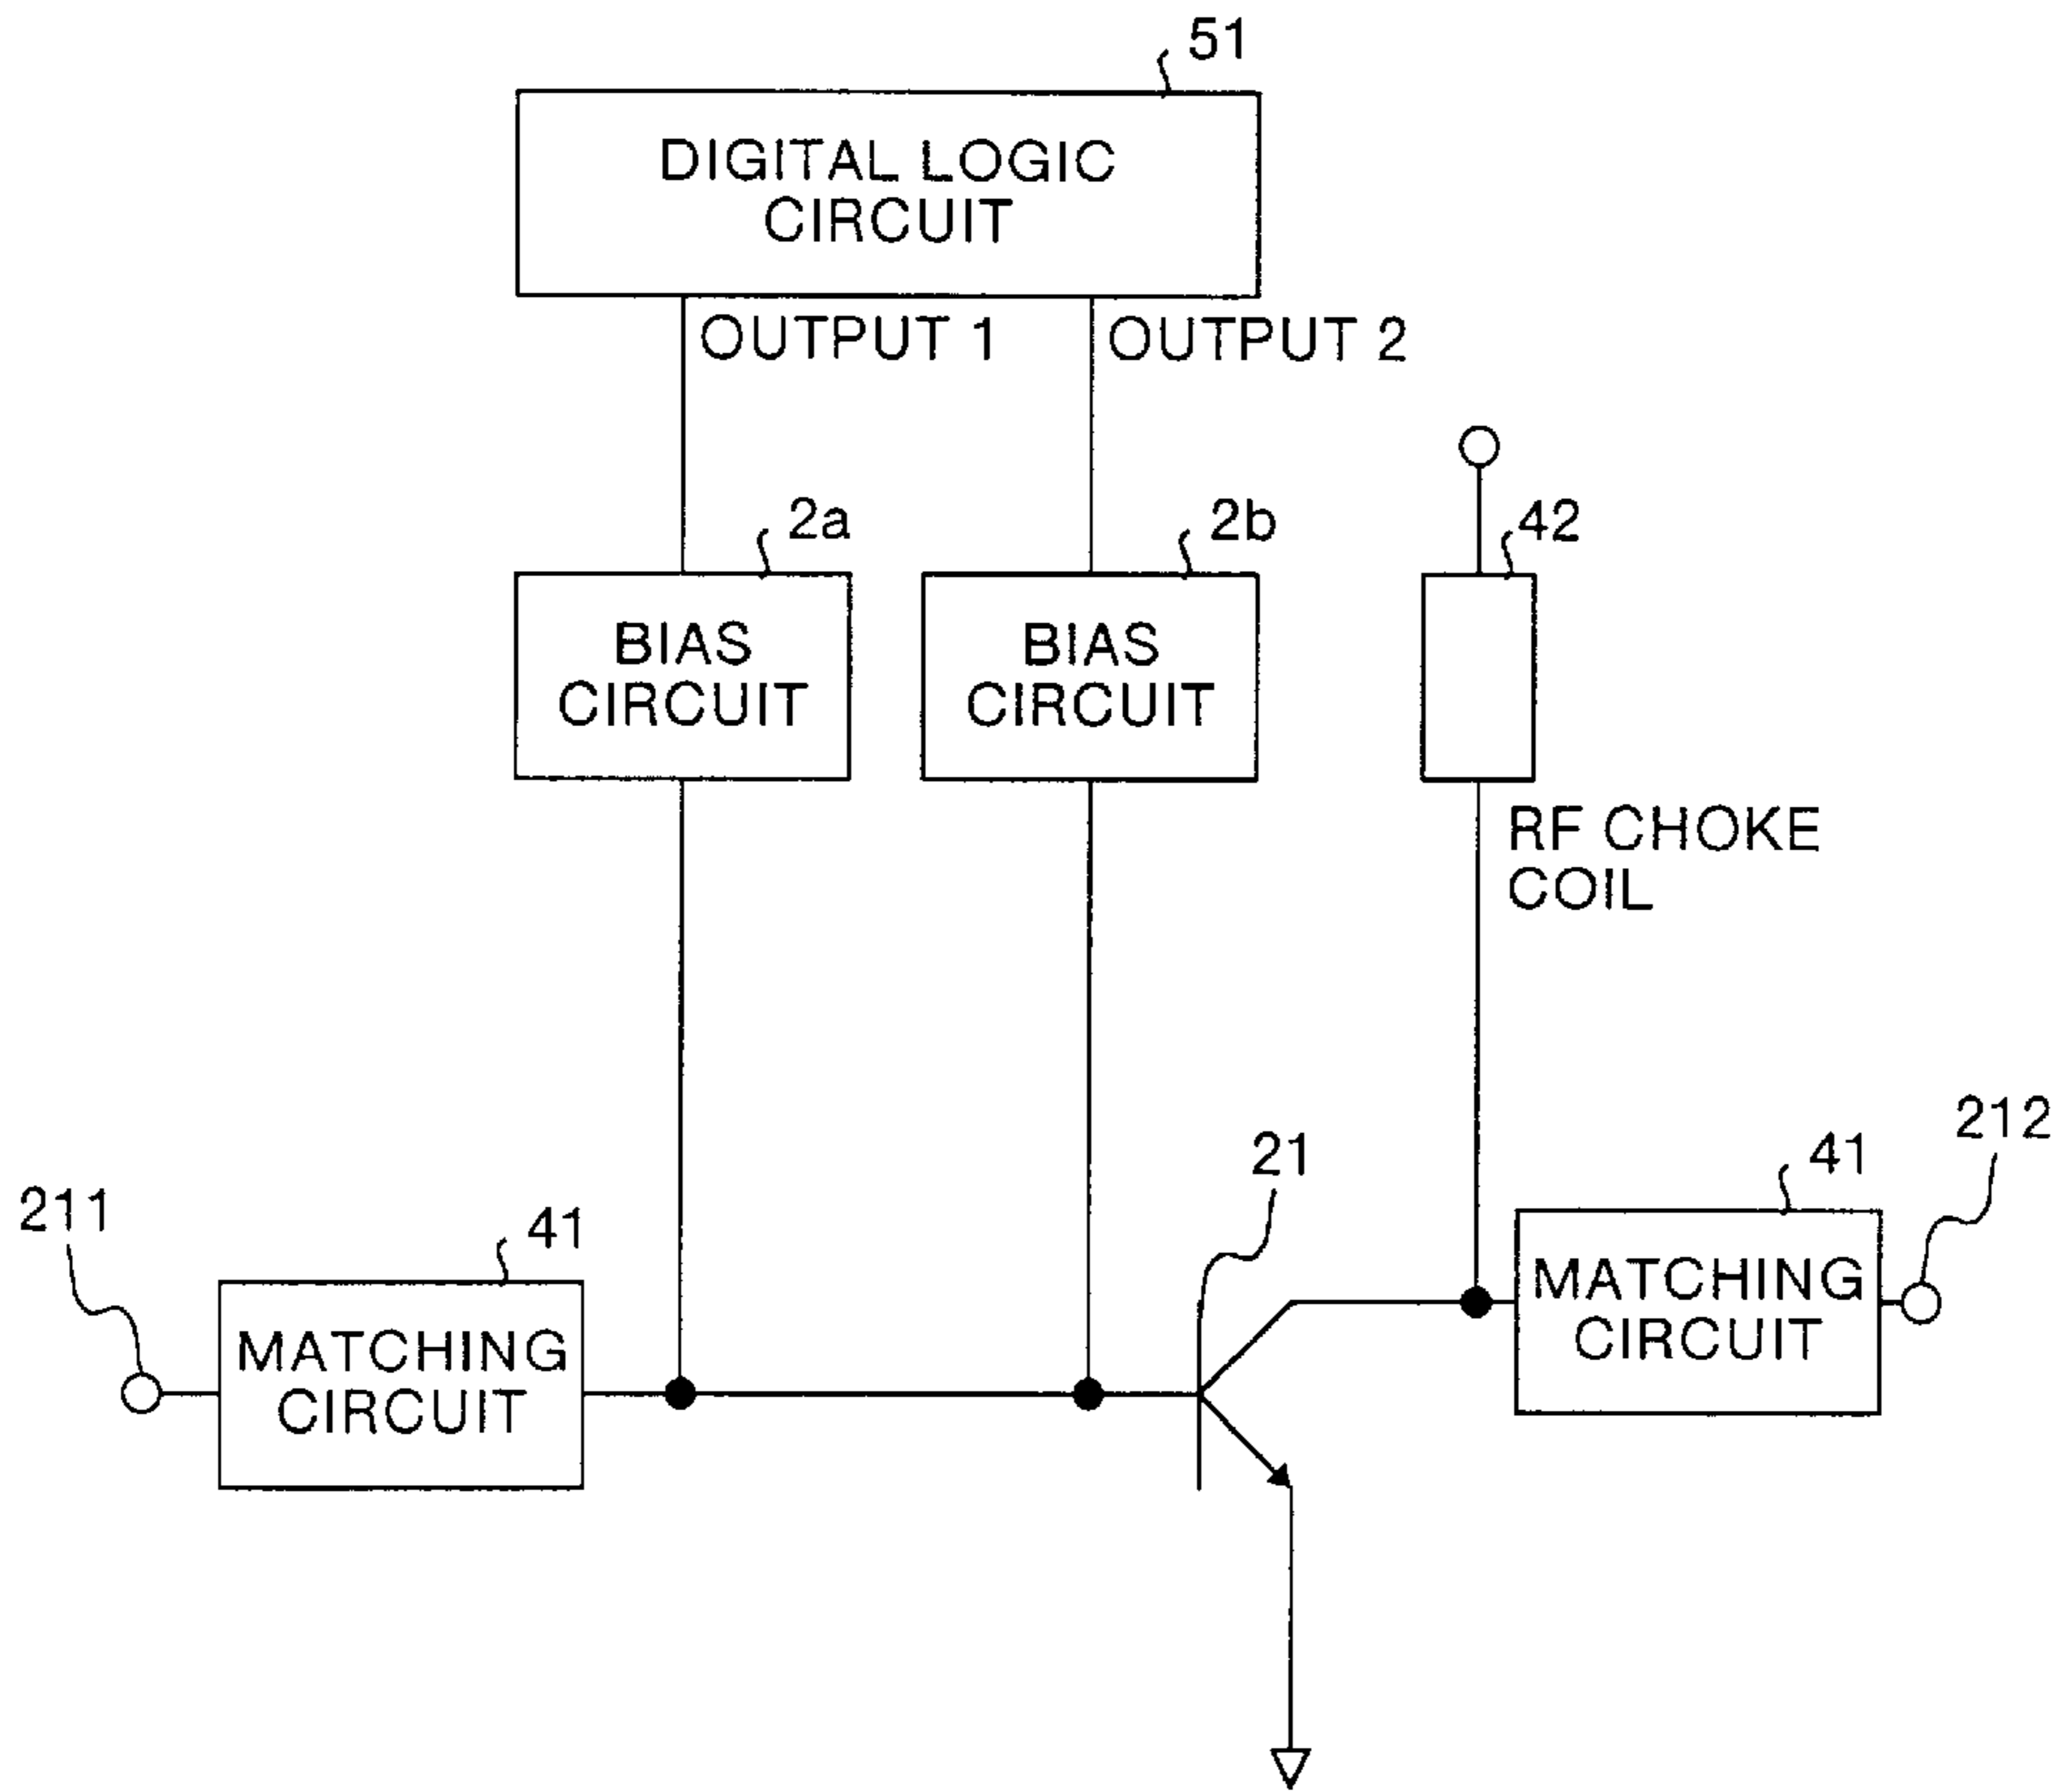 51
DIGITAL LOGIC
CIRCUIT
OUTPUT 1
OUTPUT 2
2a
2b
42
BIAS
CIRCUIT
BIAS
CIRCUIT
RF CHOKE
COIL
211
41
21
41
212
MATCHING
CIRCUIT
MATCHING
CIRCUIT